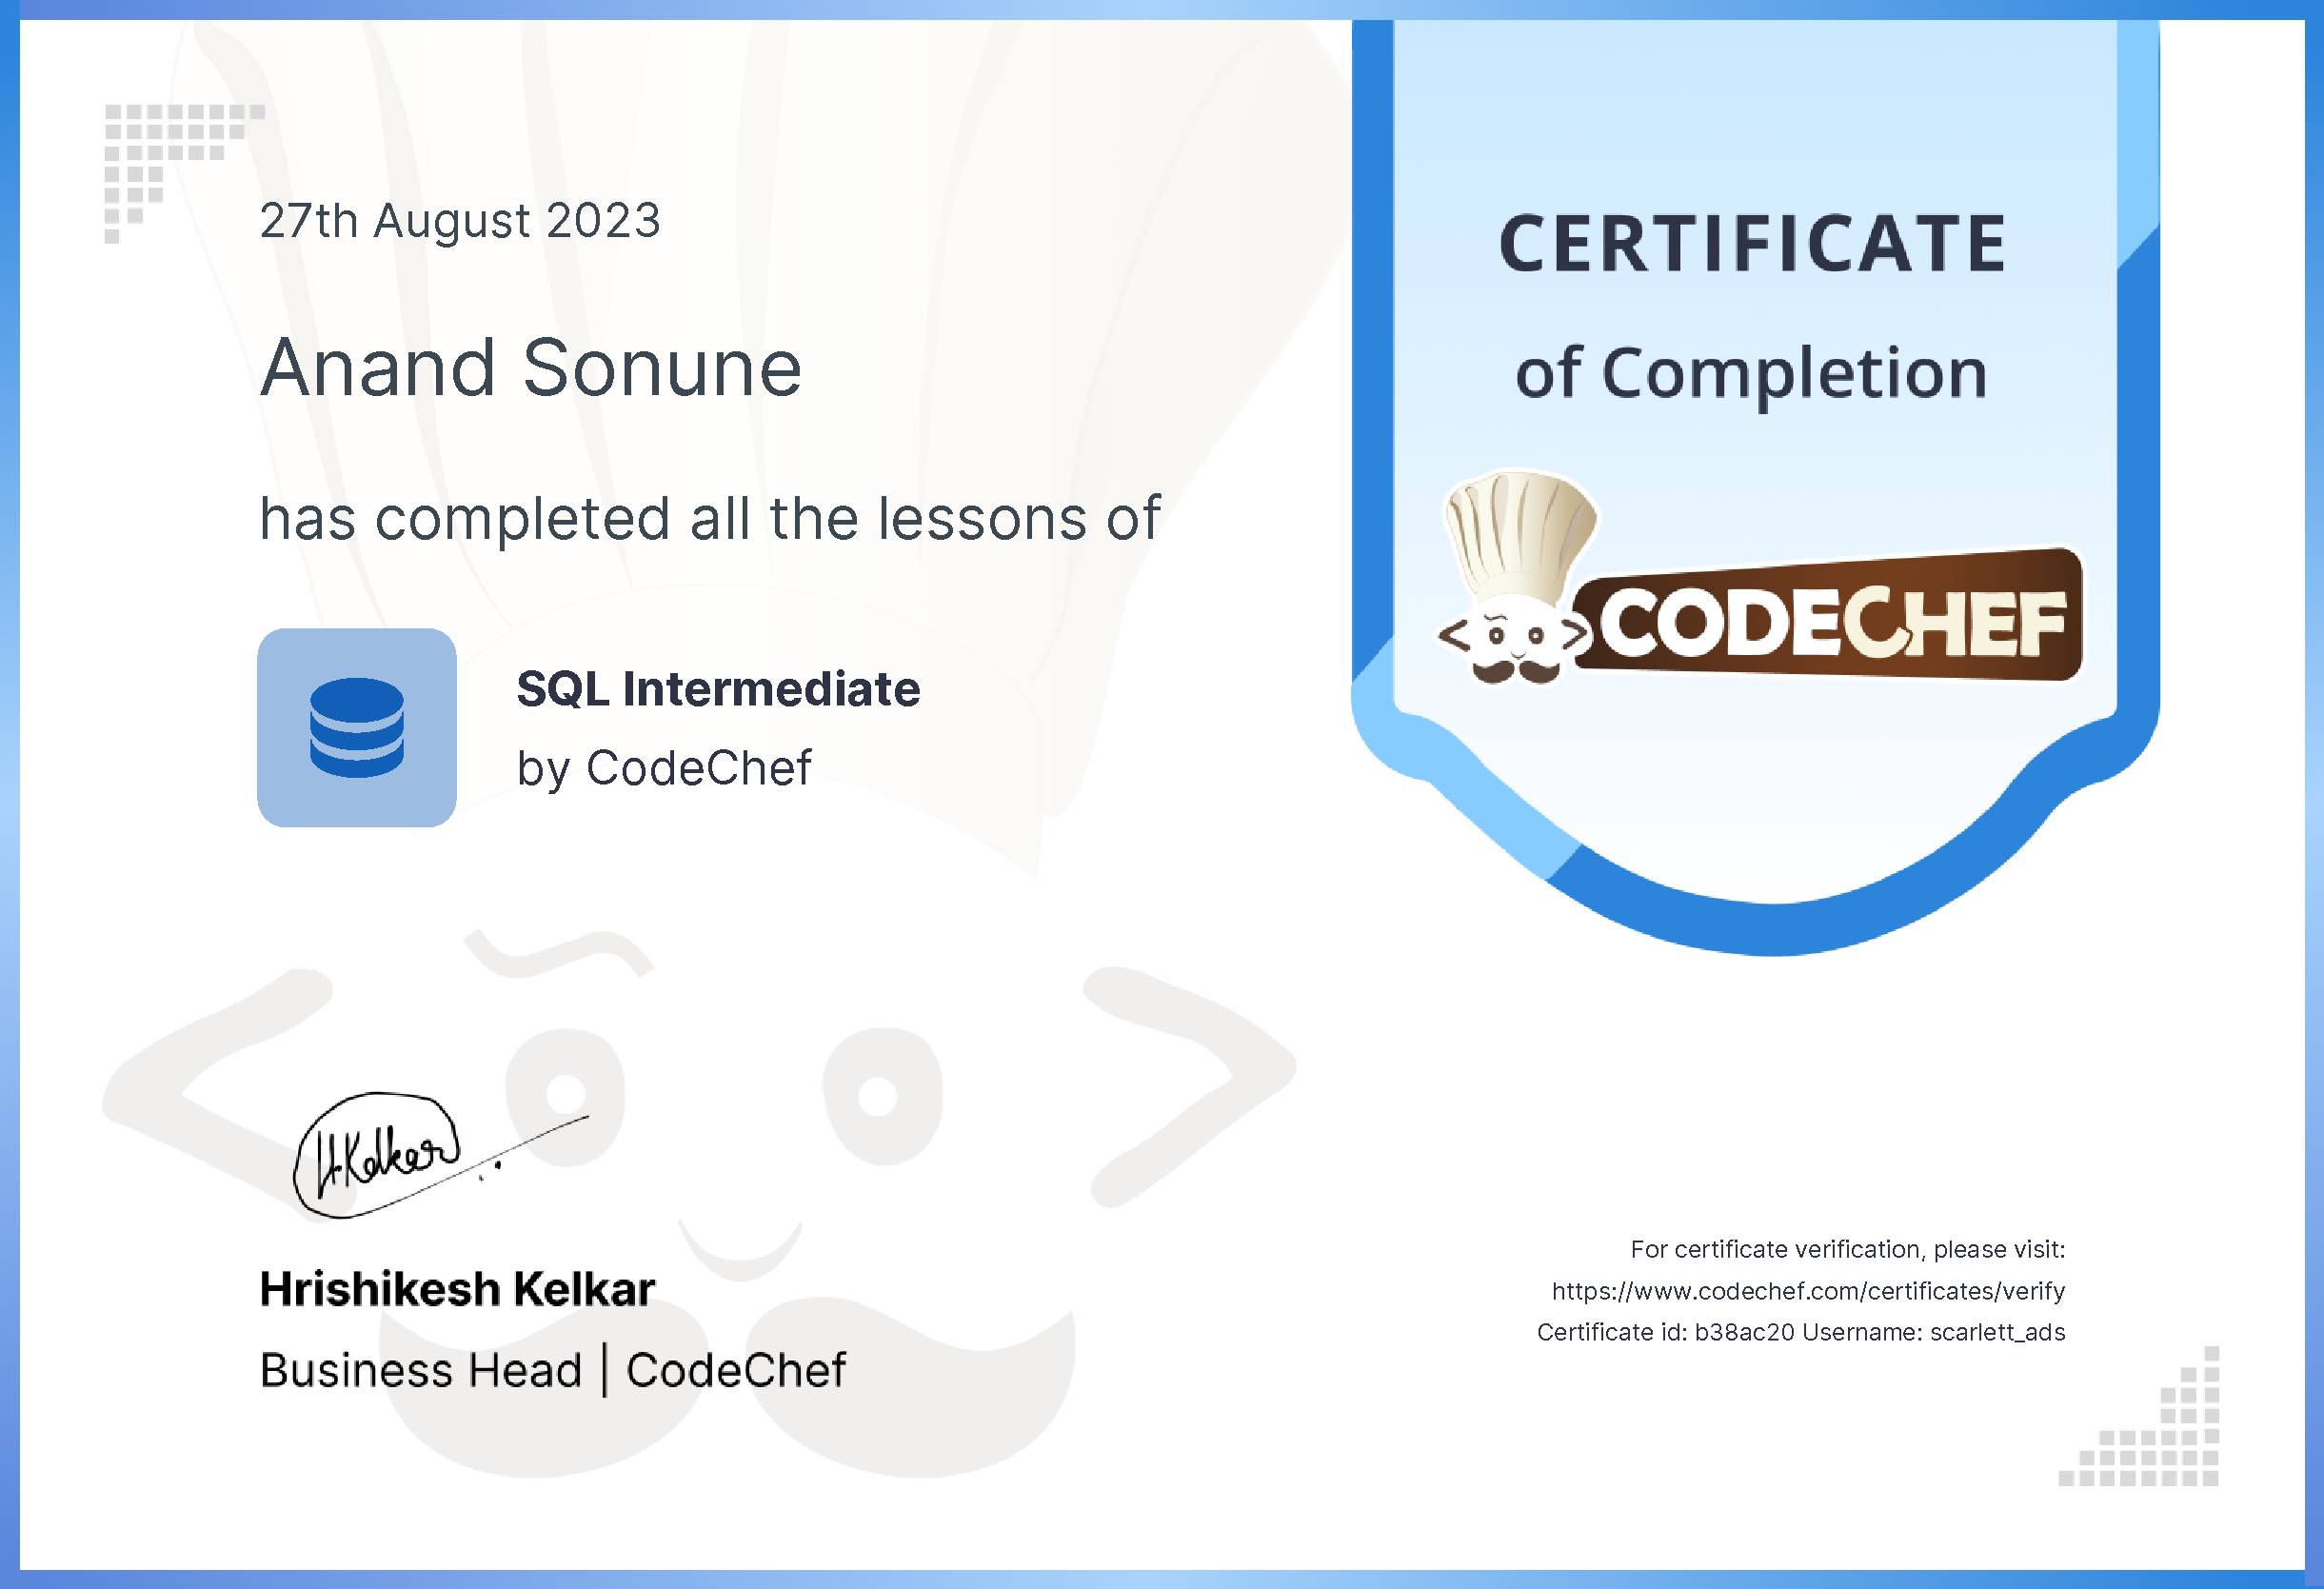 27th August 2023
Anand Sonune
has completed all the lessons of
SQL Intermediate
by CodeChef
CERTIFICATE
of Completion
CODECHEF
H.Kelkar
Hrishikesh Kelkar
Business Head | CodeChef
For certificate verification, please visit:
https://www.codechef.com/certificates/verify
Certificate id: b38ac20 Username: scarlett_ads